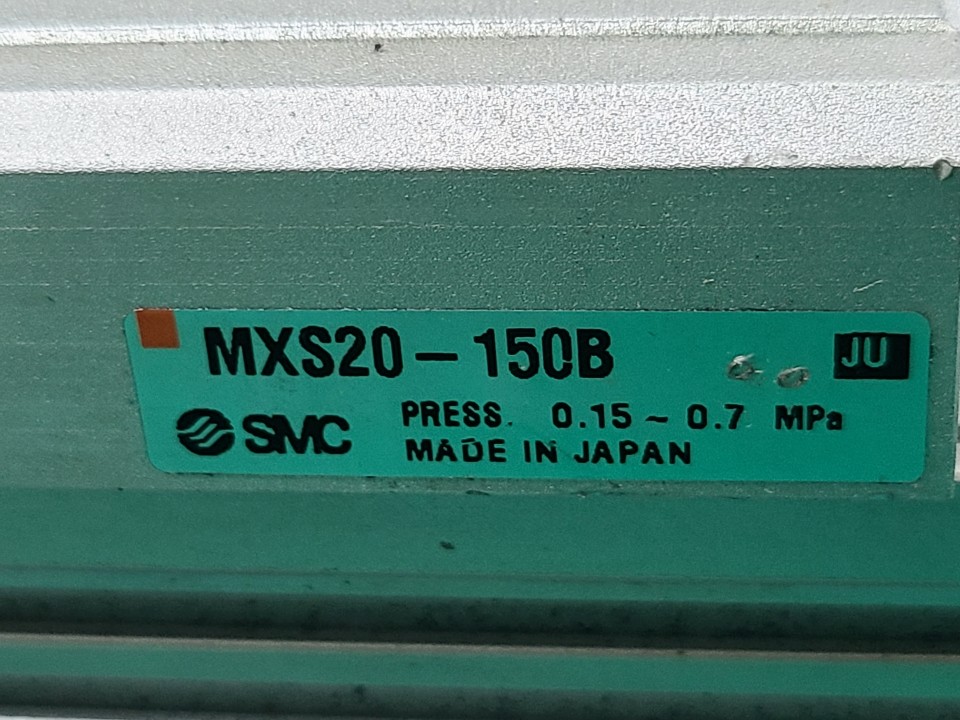 MXS20-150B JU
SMC PRESS. 0.15~0.7 MPa
MADE IN JAPAN